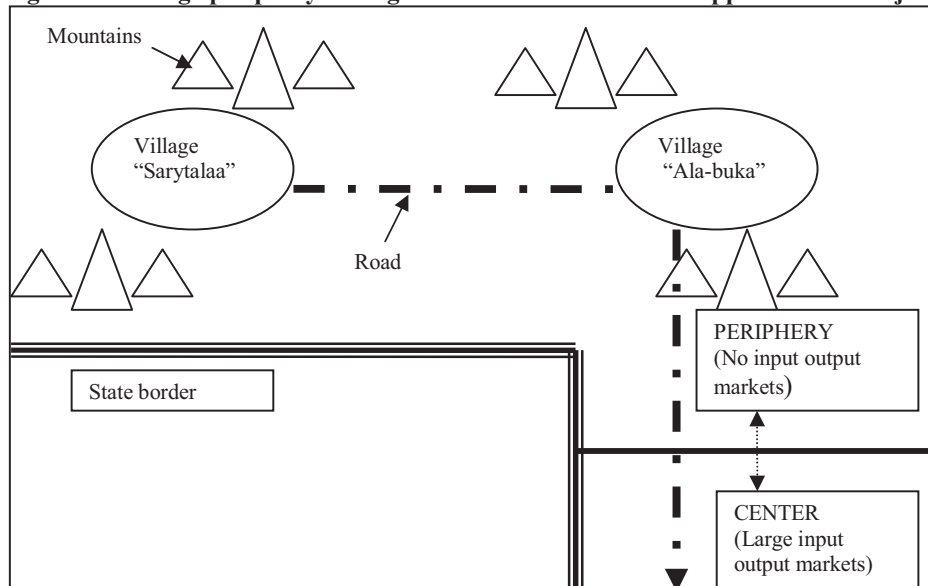 Mountains
Village
“Sarytalaa”
Village
“Ala-buka”
Road
PERIPHERY
(No input output
markets)
State border
CENTER
(Large input
output markets)